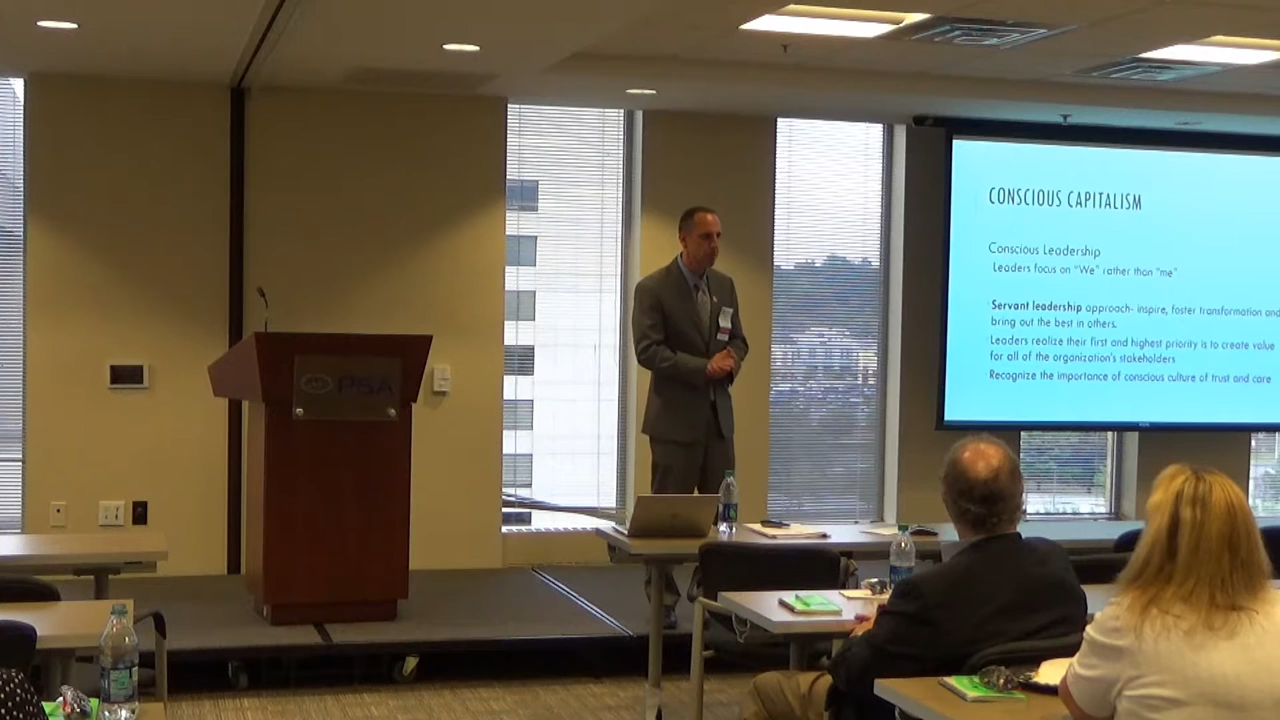 PSA
CONSCIOUS CAPITALISM
Conscious Leadership
Leaders focus on "We" rather than "me"
Servant leadership approach- inspire, foster transformation and
bring out the best in others.
Leaders realize their first and highest priority is to create value
for all of the organization's stakeholders
Recognize the importance of conscious culture of trust and care